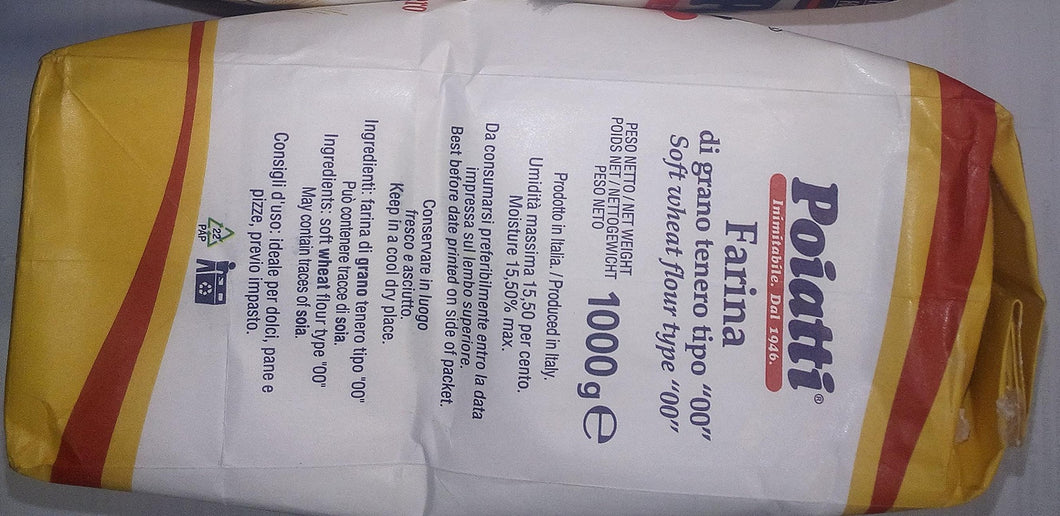 Poiatti®
Inimitabile. Dal 1946.
Farina
di grano tenero tipo "00"
Soft wheat flour type "00"
PESO NETTO / NET WEIGHT
POIDS NET / NETTOGEWICHT
PESO NETO
1000 g e
Prodotto in Italia. / Produced in Italy.
Umidità massima 15,50 per cento.
Moisture 15,50% max.
Da consumarsi preferibilmente entro la data
impressa sul lembo superiore.
Best before date printed on side of packet.
Conservare in luogo
fresco e asciutto.
Keep in a cool dry place.
Ingredienti: farina di grano tenero tipo "00"
Può contenere tracce di soia.
Ingredients: soft wheat flour type "00"
May contain traces of soia.
Consigli d'uso: ideale per dolci, pane e
pizze, previo impasto.
22
PAP